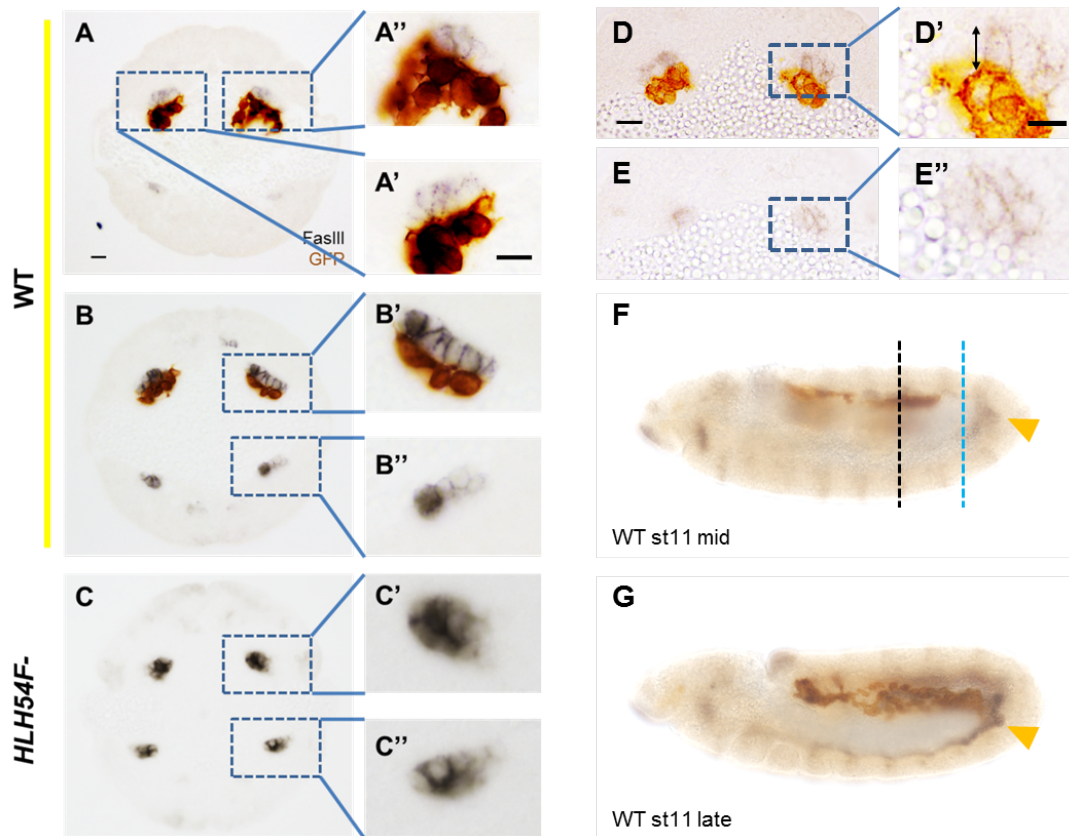 WT
HLH54F-
A
FasIII
GFP
A''
A'
B
B'
B''
C
C'
C''
D
D'
E
E''
F
WT st11 mid
G
WT st11 late